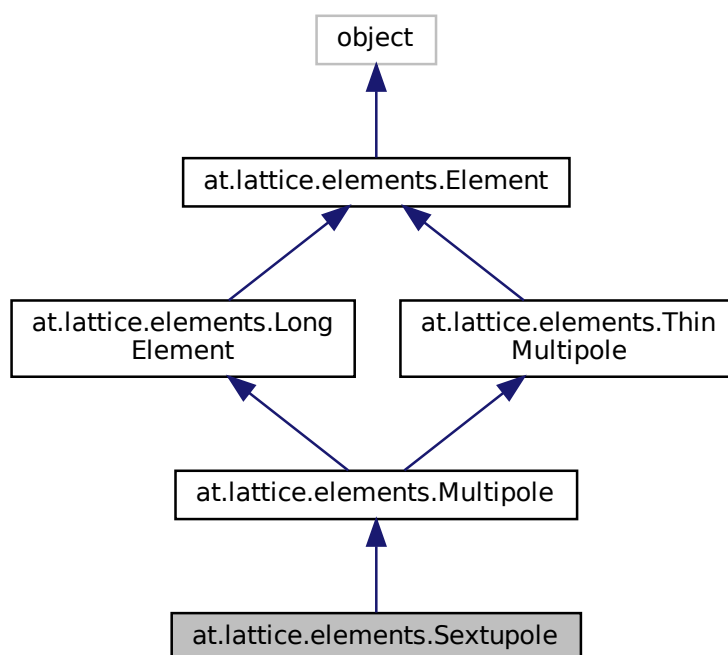 object
at.lattice.elements.Element
at.lattice.elements.Long
Element
at.lattice.elements.Thin
Multipole
at.lattice.elements.Multipole
at.lattice.elements.Sextupole